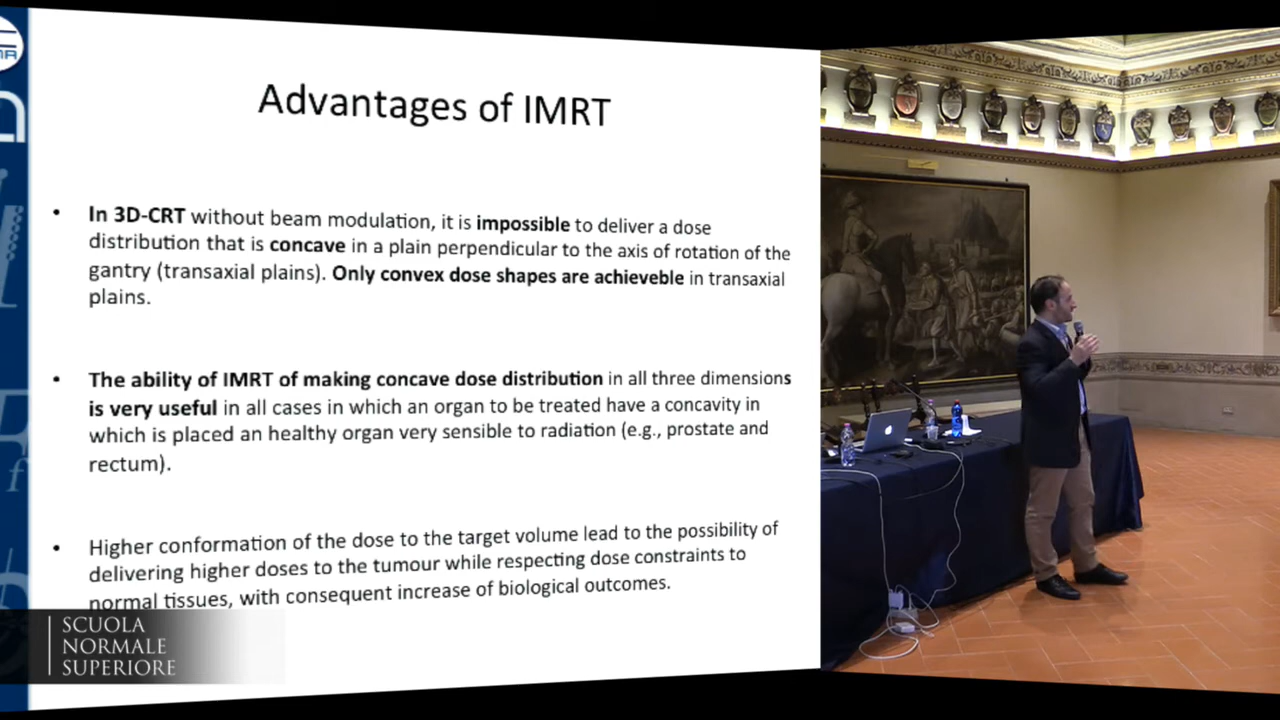 Advantages of IMRT
• In 3D-CRT without beam modulation, it is impossible to deliver a dose
distribution that is concave in a plain perpendicular to the axis of rotation of the
gantry (transaxial plains). Only convex dose shapes are achieveble in transaxial
plains.
• The ability of IMRT of making concave dose distribution in all three dimensions
is very useful in all cases in which an organ to be treated have a concavity in
which is placed an healthy organ very sensible to radiation (e.g., prostate and
rectum).
• Higher conformation of the dose to the target volume lead to the possibility of
delivering higher doses to the tumour while respecting dose constraints to
normal tissues, with consequent increase of biological outcomes.
SCUOLA
NORMALE
SUPERIORE